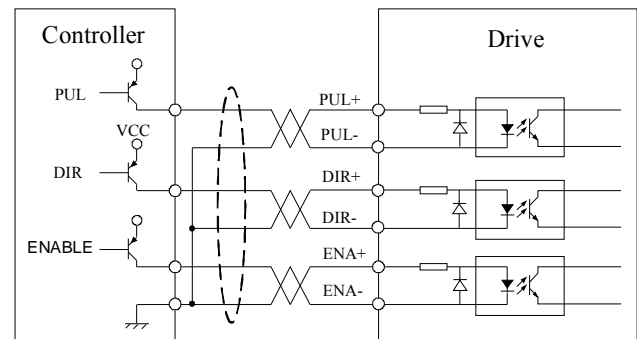 Controller
Drive
PUL
VCC
DIR
ENABLE
PUL+
PUL-
DIR+
DIR-
ENA+
ENA-